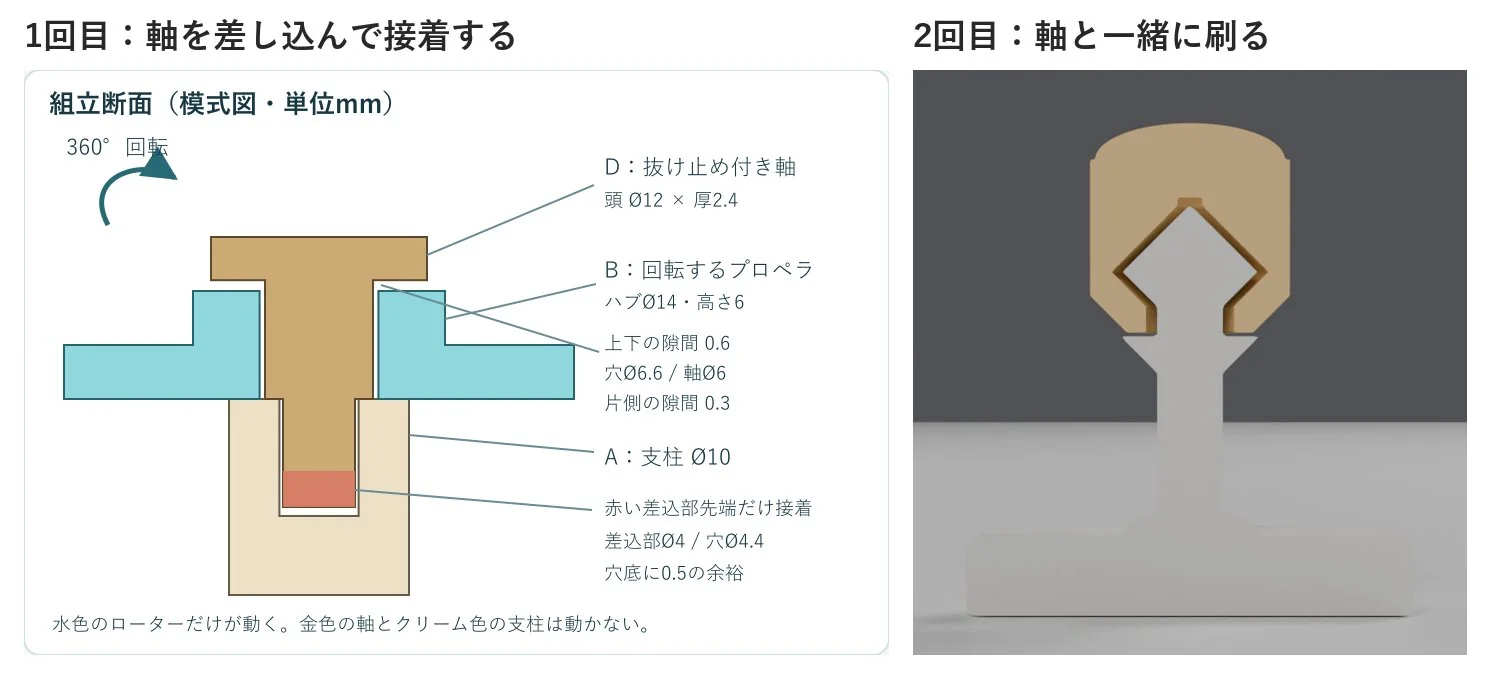 1回目：軸を差し込んで接着する
組立断面（模式図・単位mm）
360° 回転
D：抜け止め付き軸
頭 Ø12 × 厚2.4
B：回転するプロペラ
ハブØ14・高さ6
上下の隙間 0.6
穴Ø6.6 / 軸Ø6
片側の隙間 0.3
A：支柱 Ø10
赤い差込部先端だけ接着
差込部Ø4 / 穴Ø4.4
穴底に0.5の余裕
水色のローターだけが動く。金色の軸とクリーム色の支柱は動かない。
2回目：軸と一緒に刷る